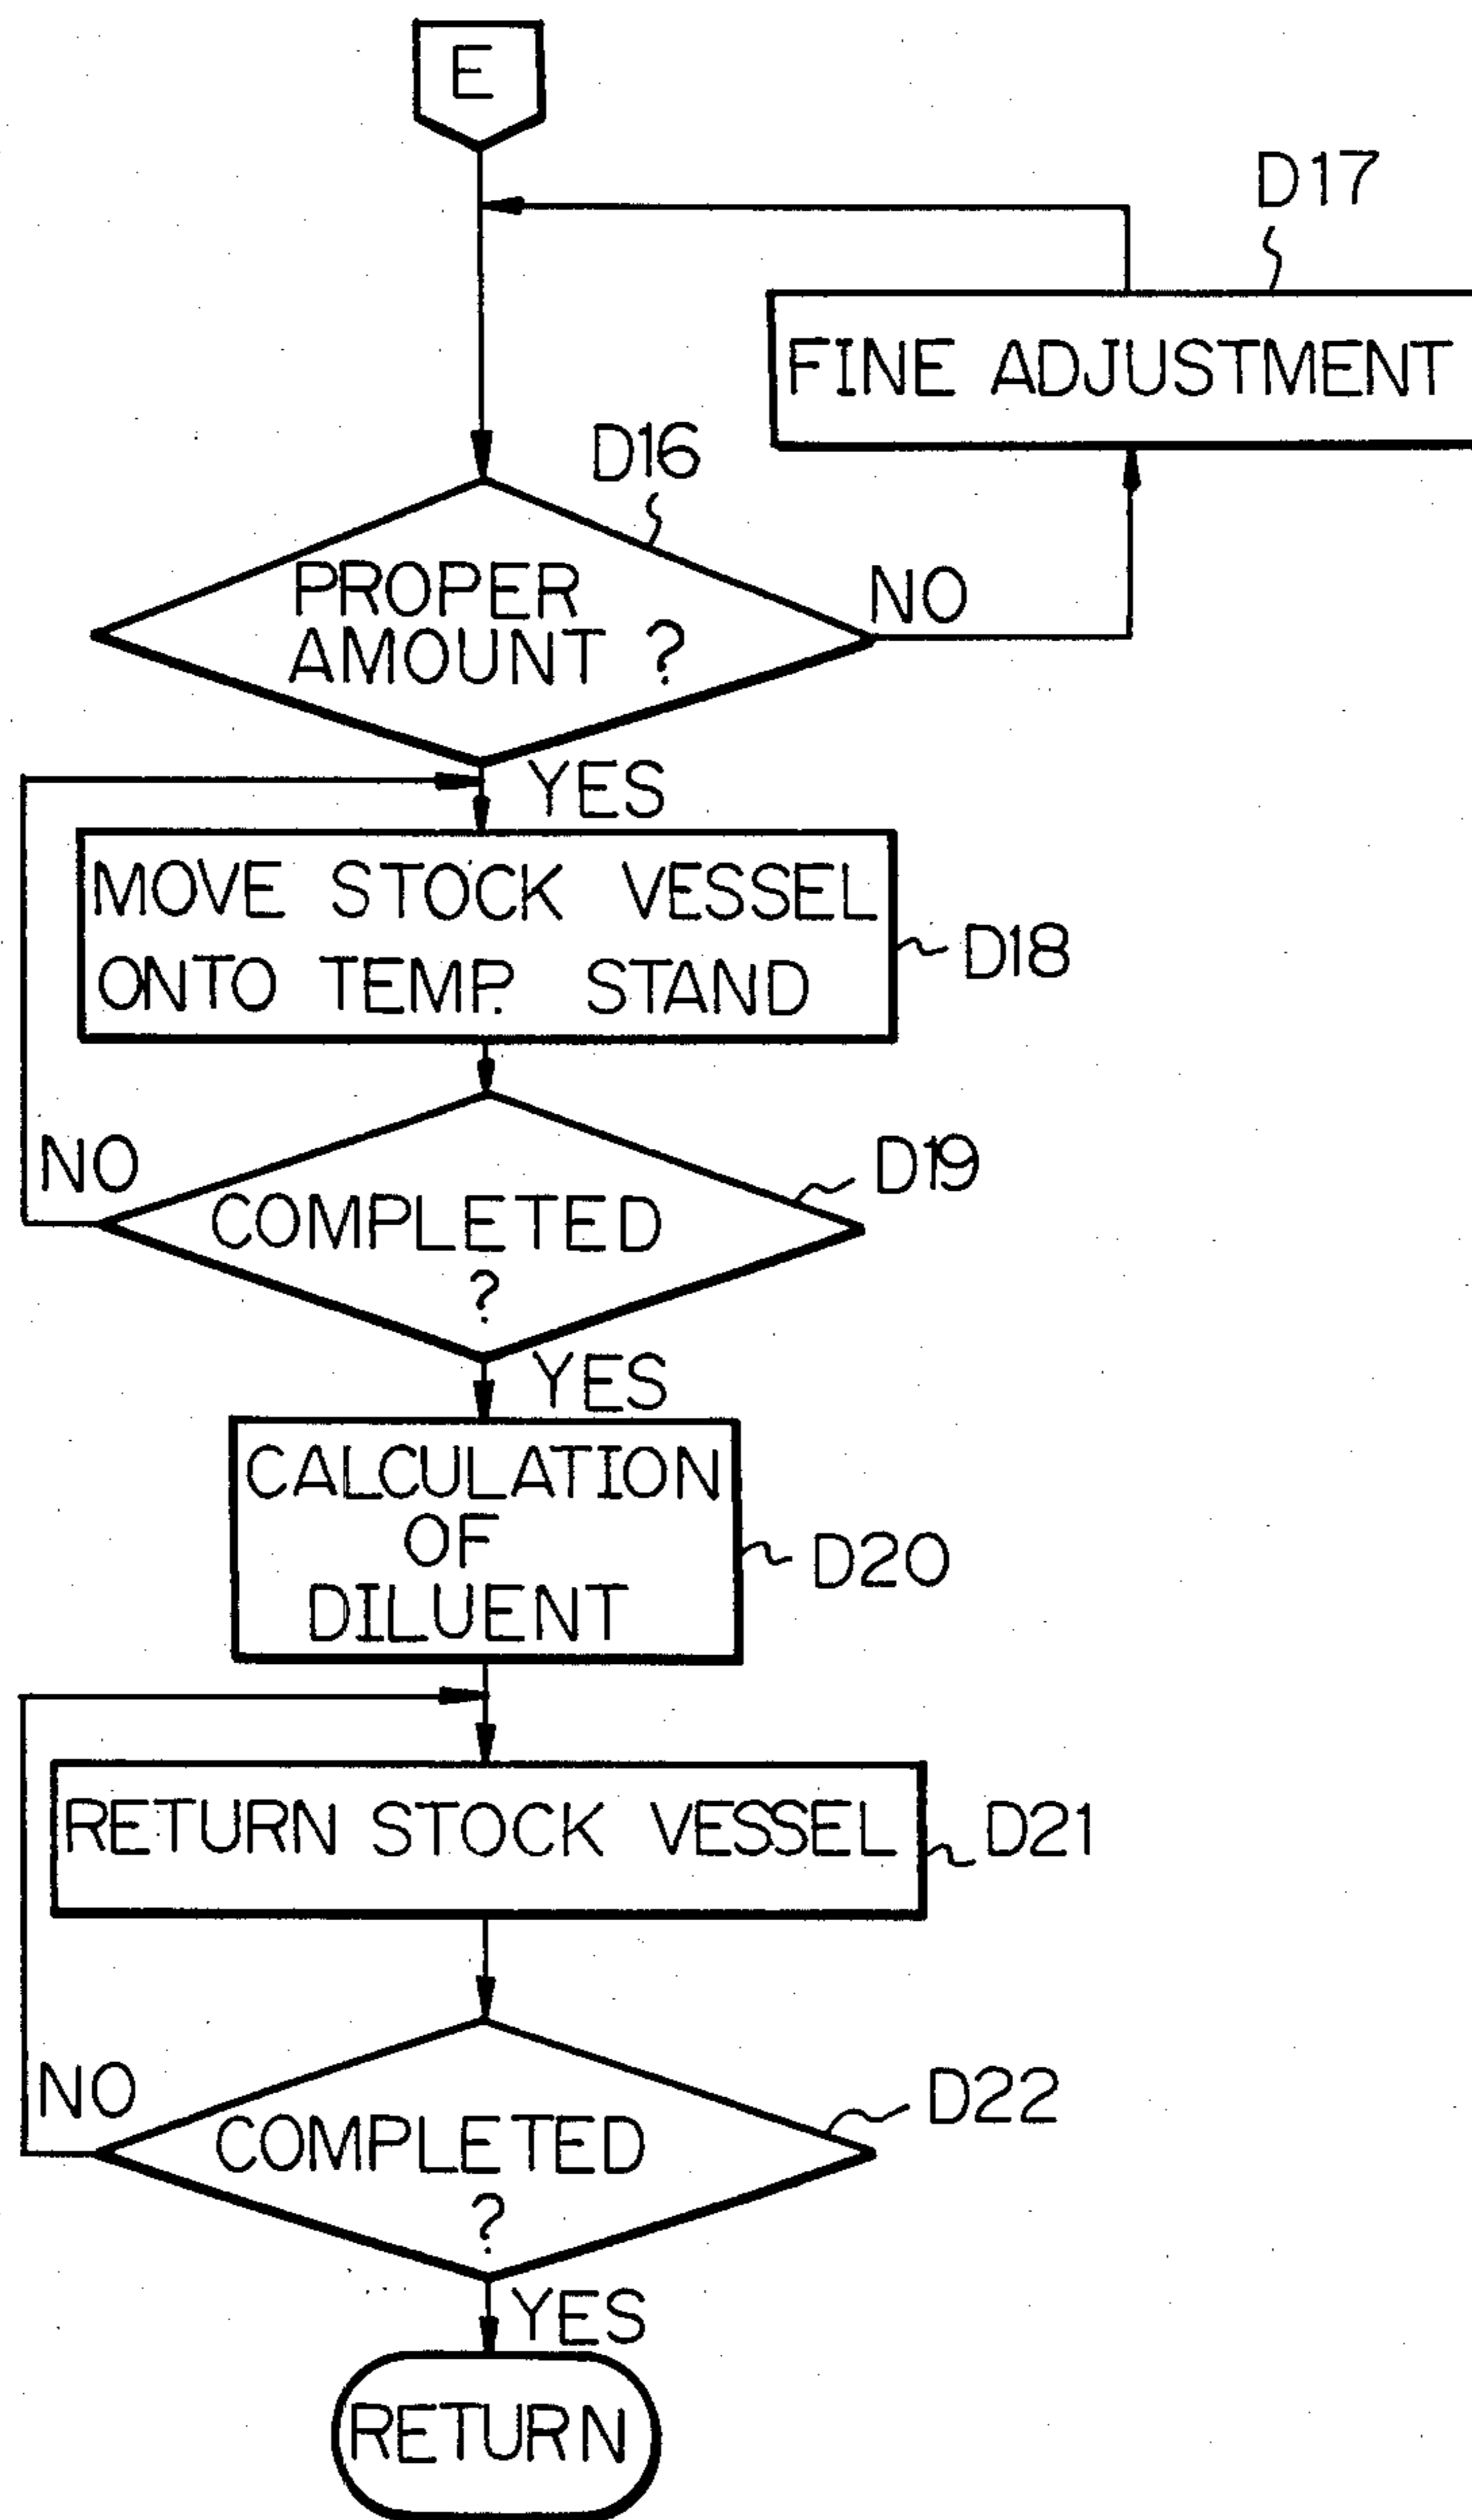 E
D17
FINE ADJUSTMENT
D16
PROPER
AMOUNT ?
NO
YES
MOVE STOCK VESSEL
ONTO TEMP. STAND
D18
NO
D19
COMPLETED
?
YES
CALCULATION
OF
DILUENT
D20
RETURN STOCK VESSEL
D21
NO
D22
COMPLETED
?
YES
RETURN